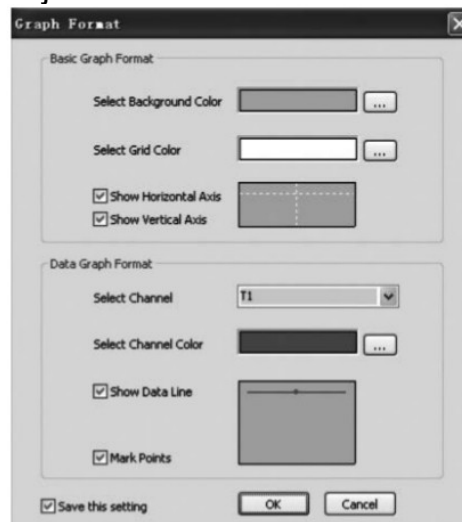 Graph Format
Basic Graph Format
Select Background Color
...
Select Grid Color
...
Show Horizontal Axis
Show Vertical Axis
Data Graph Format
Select Channel
T1
Select Channel Color
...
Show Data Line
Mark Points
Save this setting
OK
Cancel